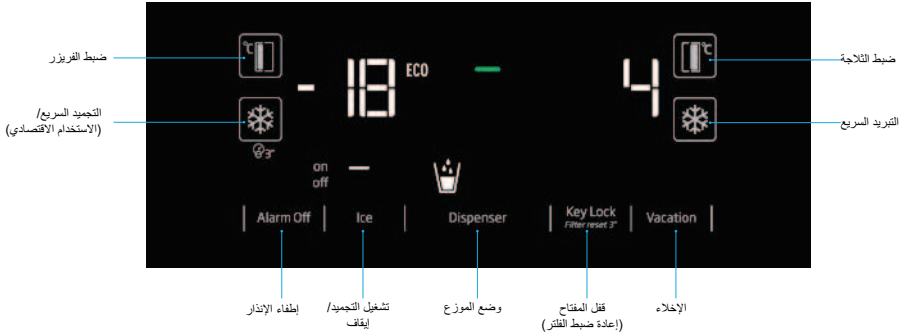 ضبط الفريزر
°C
- 18
ECO
4
°C
ضبط الثلاجة
التجميد السريع/
(الاستخدام الاقتصادي)
3"
التبريد السريع
on
off
Alarm Off
Ice
Dispenser
Key Lock
Filter reset 3"
Vacation
إطفاء الإنذار
تشغيل التجميد/
إيقاف
وضع الموزع
قفل المفتاح
(إعادة ضبط الفلتر)
الإخلاء